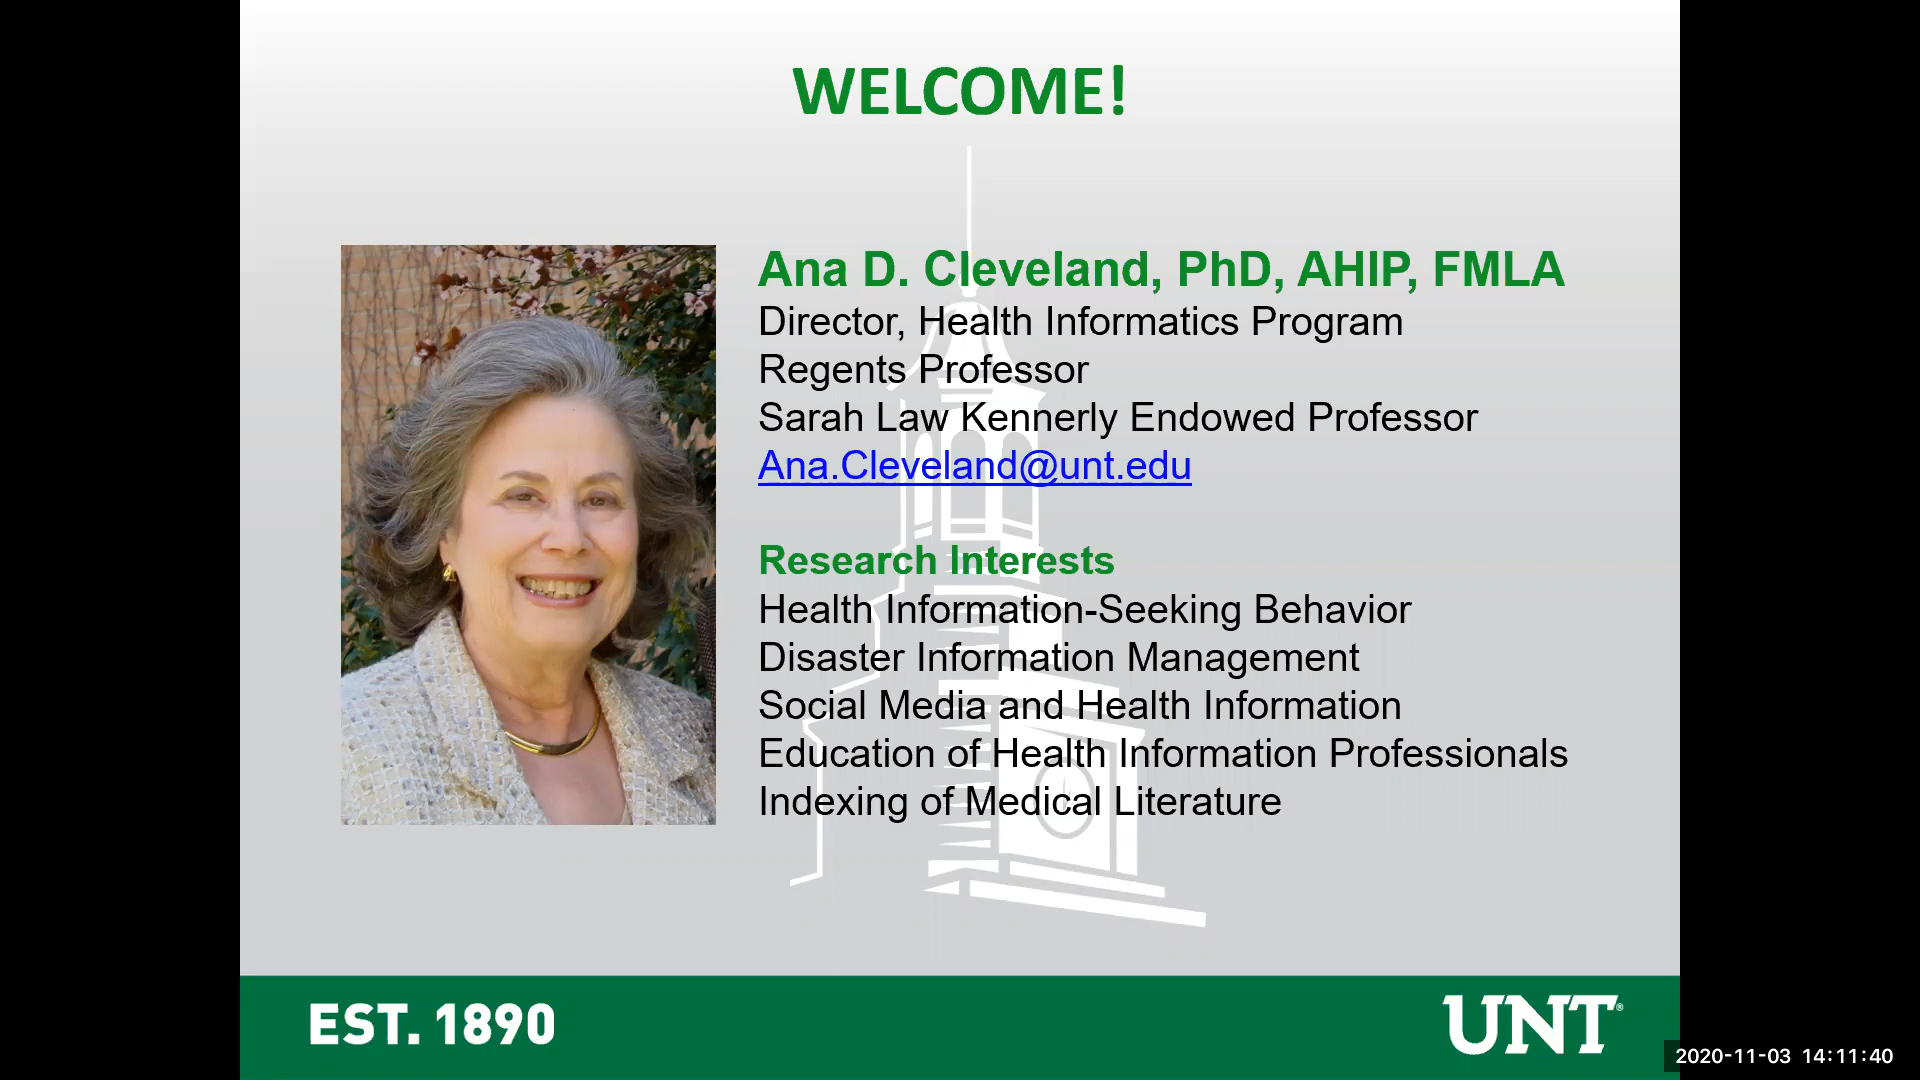 WELCOME!
Ana D. Cleveland, PhD, AHIP, FMLA
Director, Health Informatics Program
Regents Professor
Sarah Law Kennerly Endowed Professor
Ana.Cleveland@unt.edu
Research Interests
Health Information-Seeking Behavior
Disaster Information Management
Social Media and Health Information
Education of Health Information Professionals
Indexing of Medical Literature
EST. 1890
UNT®
2020-11-03 14:11:40